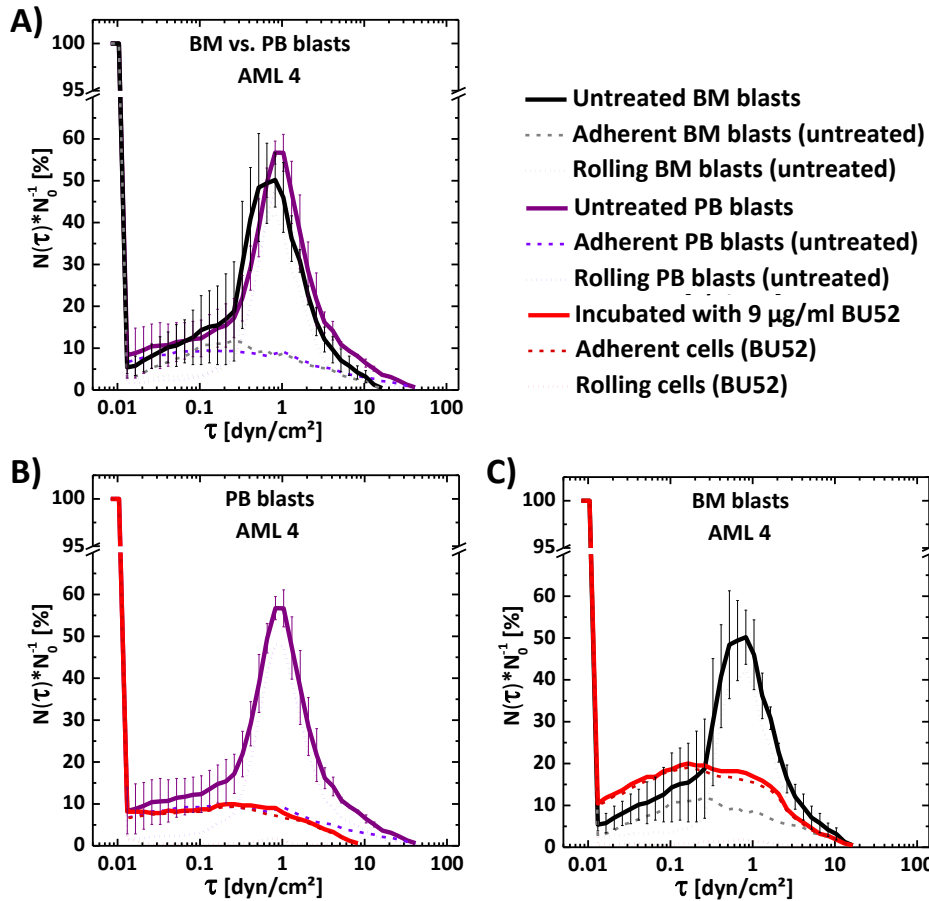 A)
BM vs. PB blasts
AML 4
100
95
60
50
40
30
20
10
0
N(τ)*N₀⁻¹ [%]
0.01 0.1 1 10 100
τ [dyn/cm²]
Untreated BM blasts
Adherent BM blasts (untreated)
Rolling BM blasts (untreated)
Untreated PB blasts
Adherent PB blasts (untreated)
Rolling PB blasts (untreated)
Incubated with 9 µg/ml BU52
Adherent cells (BU52)
Rolling cells (BU52)
B)
PB blasts
AML 4
100
95
60
50
40
30
20
10
0
N(τ)*N₀⁻¹ [%]
0.01 0.1 1 10 100
τ [dyn/cm²]
C)
BM blasts
AML 4
100
95
60
50
40
30
20
10
0
N(τ)*N₀⁻¹ [%]
0.01 0.1 1 10 100
τ [dyn/cm²]